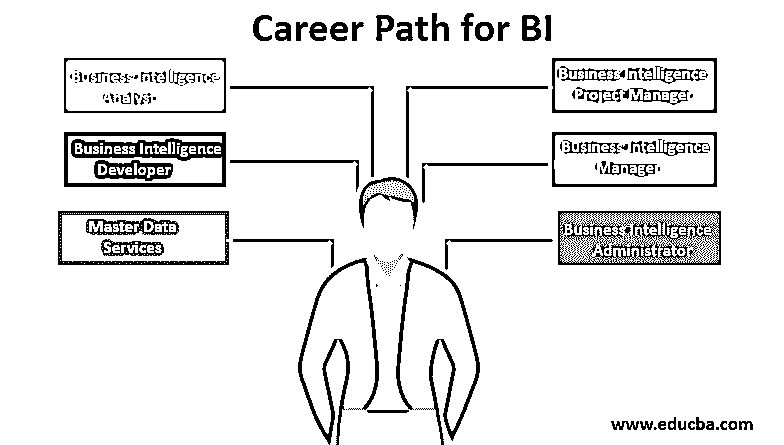 Career Path for BI
Business Intelligence
Analyst
Business Intelligence
Developer
Master Data
Services
Business Intelligence
Project Manager
Business Intelligence
Manager
Business Intelligence
Administrator
www.educba.com